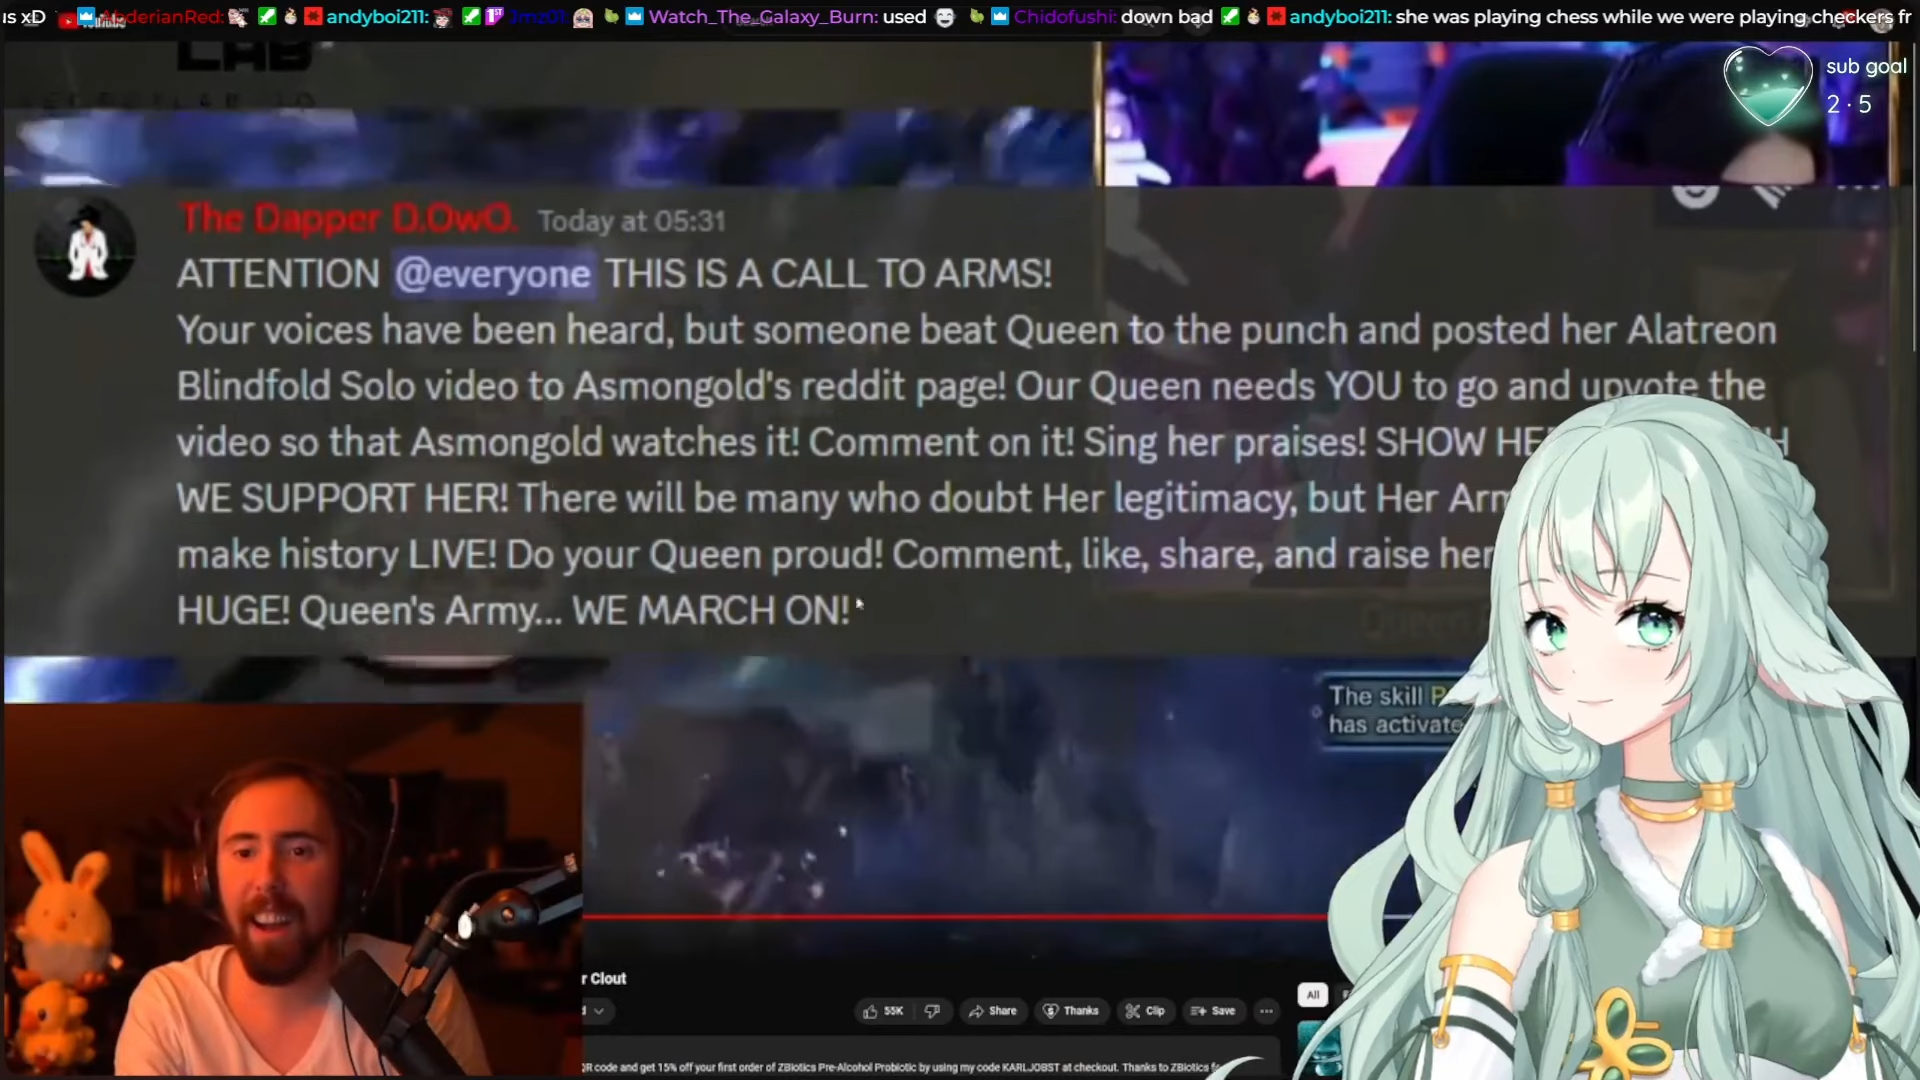 us xD AbderianRed: andyboi211: Jmz01: Watch_The_Galaxy_Burn: used Chidofushi: down bad andyboi211: she was playing chess while we were playing checkers fr
sub goal
2 · 5
LAB
The Dapper D.OwO. Today at 05:31
ATTENTION @everyone THIS IS A CALL TO ARMS!
Your voices have been heard, but someone beat Queen to the punch and posted her Alatreon
Blindfold Solo video to Asmongold's reddit page! Our Queen needs YOU to go and upvote the
video so that Asmongold watches it! Comment on it! Sing her praises! SHOW
WE SUPPORT HER! There will be many who doubt Her legitimacy, but Her
make history LIVE! Do your Queen proud! Comment, like, share, and raise her
HUGE! Queen's Army... WE MARCH ON!
Queen
The skill
has activate
r Clout
55K Share Thanks Clip Save
All
QR code and get 15% off your first order of ZBiotics Pre-Alcohol Probiotic by using my code KARLJOBST at checkout. Thanks to ZBiotics